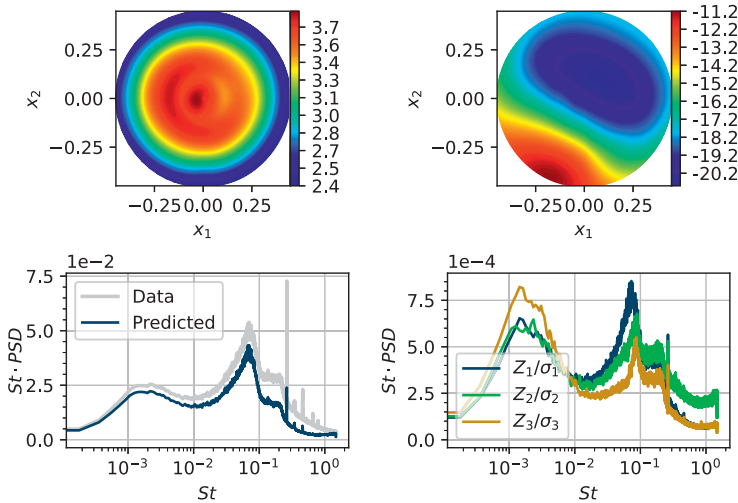 0.25
0.00
−0.25
x2
−0.25 0.00 0.25
x1
3.7
3.6
3.4
3.3
3.1
3.0
2.8
2.7
2.5
2.4
0.25
0.00
−0.25
x2
−0.25 0.00 0.25
x1
-11.2
-12.2
-13.2
-14.2
-15.2
-16.2
-17.2
-18.2
-19.2
-20.2
1e−2
7.5
5.0
2.5
0.0
St · PSD
Data
Predicted
10−3 10−2 10−1 100
St
1e−4
7.5
5.0
2.5
0.0
St · PSD
Z1/σ1
Z2/σ2
Z3/σ3
10−3 10−2 10−1 100
St